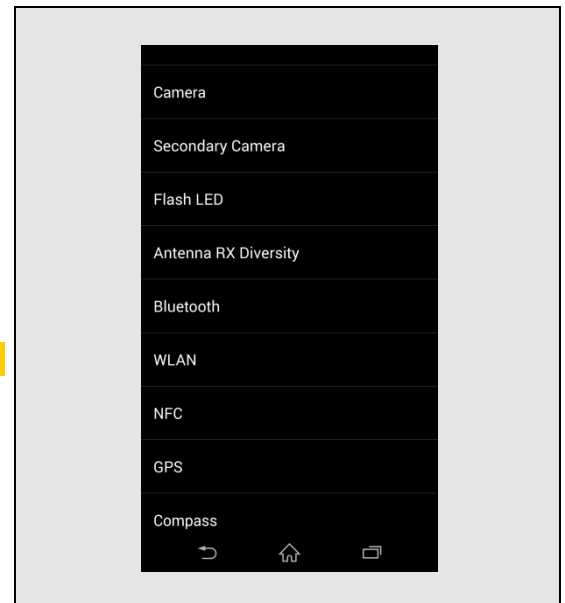 Camera
Secondary Camera
Flash LED
Antenna RX Diversity
Bluetooth
WLAN
NFC
GPS
Compass